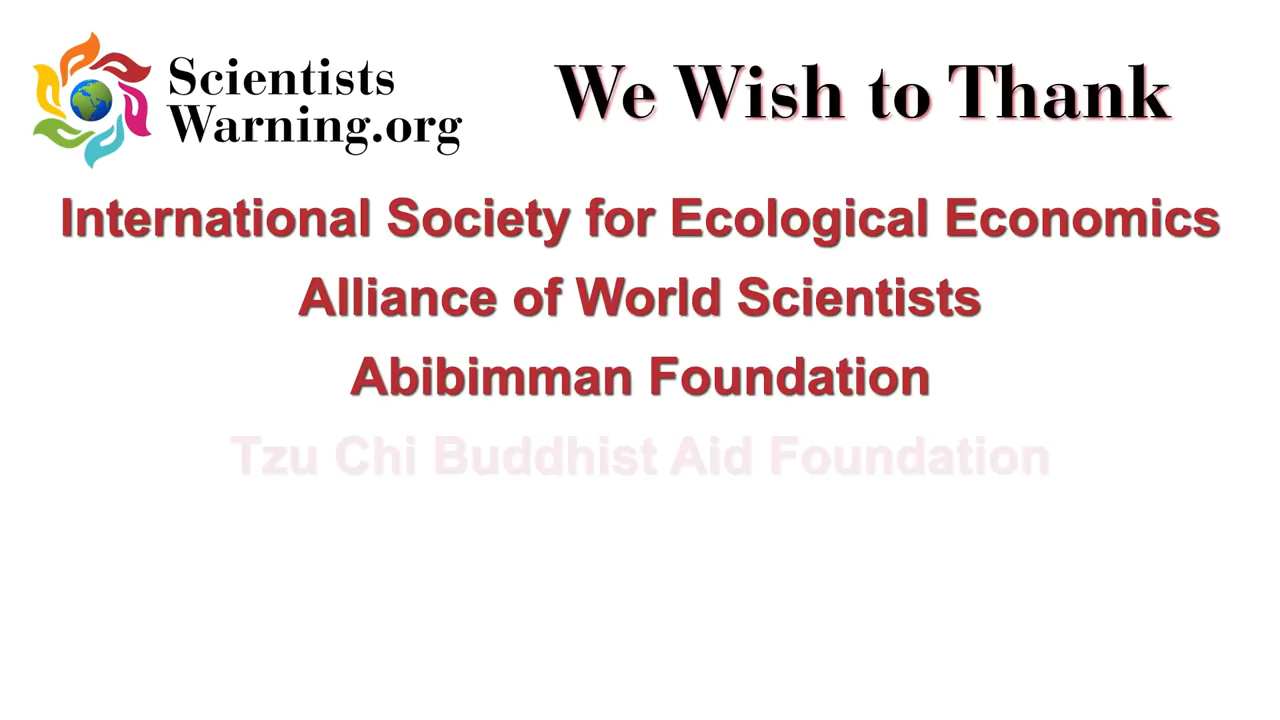 Scientists
Warning.org
We Wish to Thank
International Society for Ecological Economics
Alliance of World Scientists
Abibimman Foundation
Tzu Chi Buddhist Aid Foundation